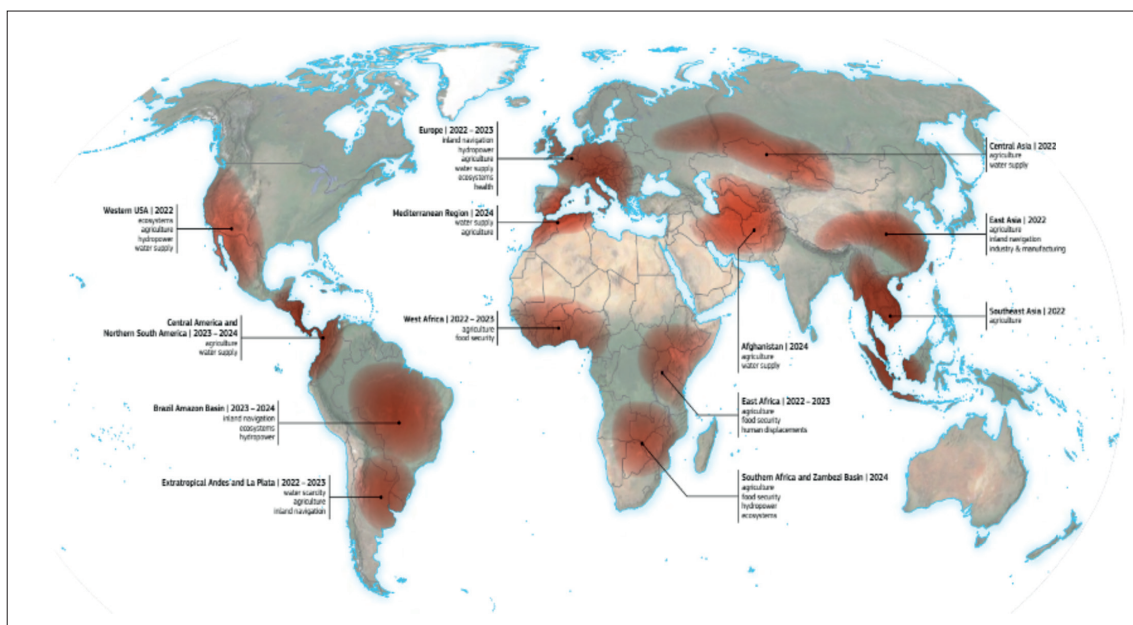 Europe | 2022 – 2023
inland navigation
hydropower
agriculture
water supply
ecosystems
health
Central Asia | 2022
agriculture
water supply
Western USA | 2022
ecosystems
agriculture
hydropower
water supply
Mediterranean Region | 2024
water supply
agriculture
East Asia | 2022
agriculture
inland navigation
industry & manufacturing
Central America and
Northern South America | 2023 – 2024
agriculture
water supply
West Africa | 2022 – 2023
agriculture
food security
Southeast Asia | 2022
agriculture
Afghanistan | 2024
agriculture
water supply
Brazil Amazon Basin | 2023 – 2024
inland navigation
ecosystems
hydropower
East Africa | 2022 – 2023
agriculture
food security
human displacements
Extratropical Andes and La Plata | 2022 – 2023
water scarcity
agriculture
inland navigation
Southern Africa and Zambezi Basin | 2024
agriculture
food security
hydropower
ecosystems